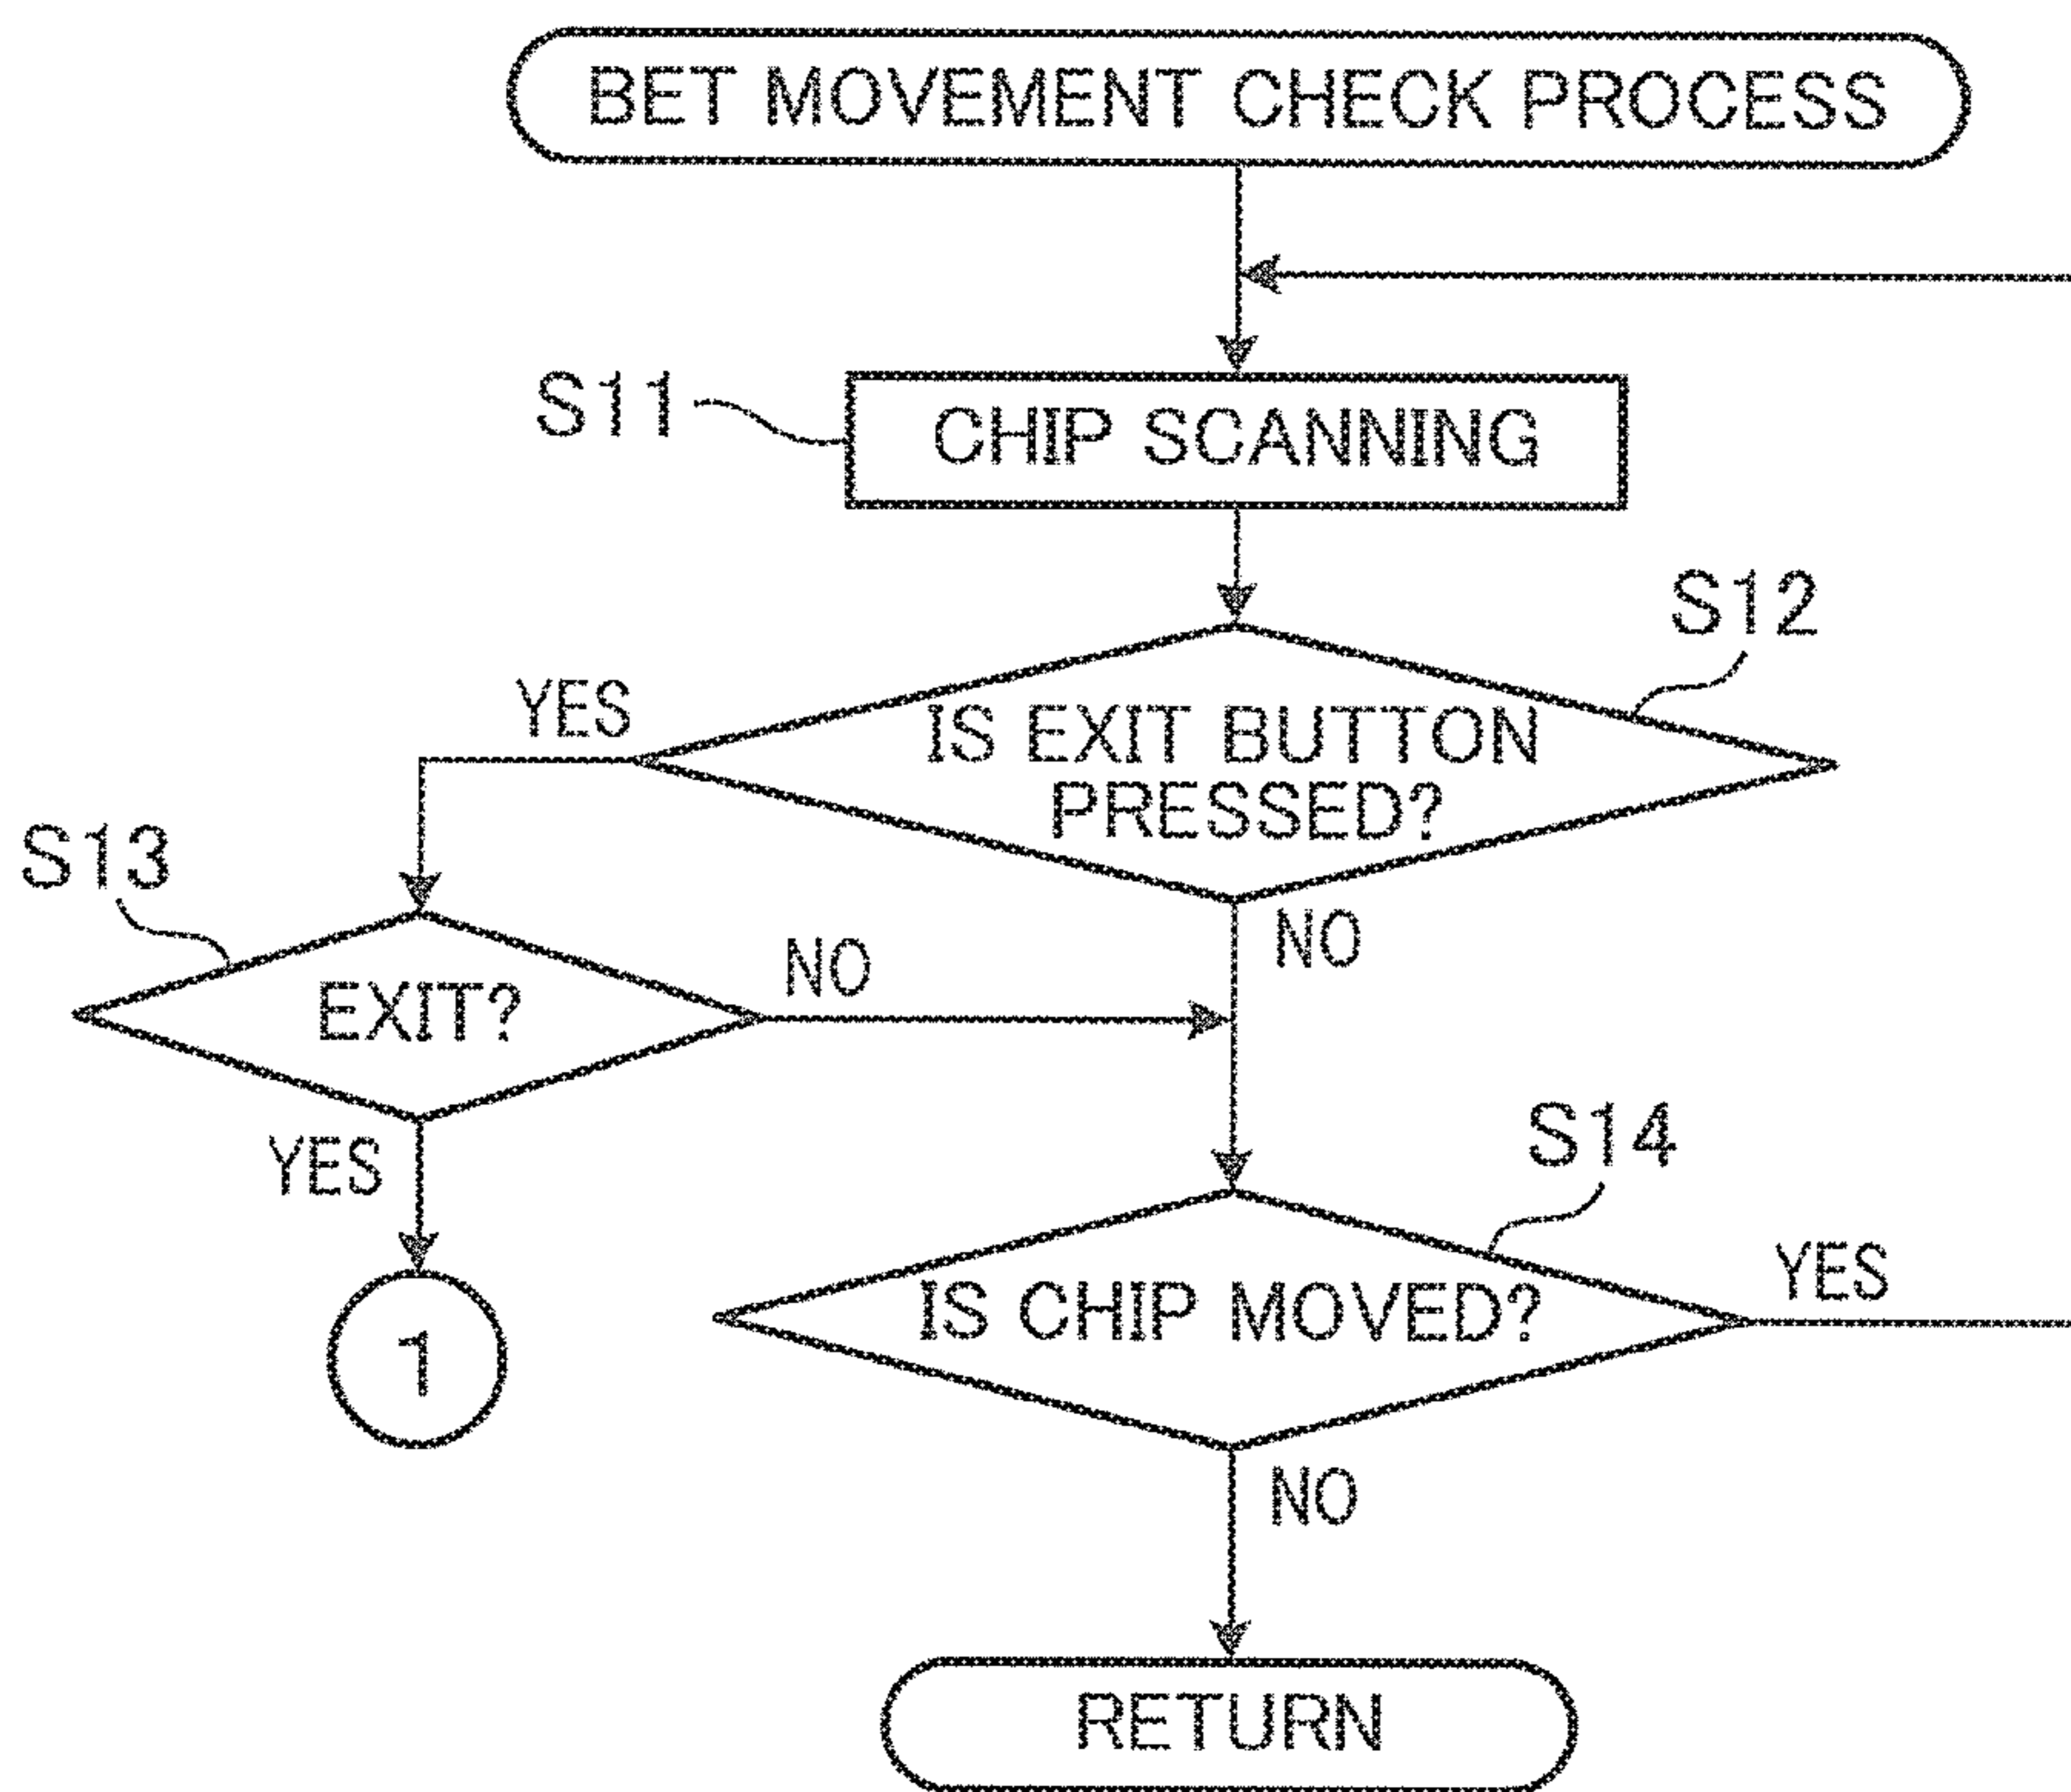 BET MOVEMENT CHECK PROCESS
S11
CHIP SCANNING
S12
YES
IS EXIT BUTTON
PRESSED?
S13
NO
NO
EXIT?
S14
YES
YES
IS CHIP MOVED?
1
NO
RETURN